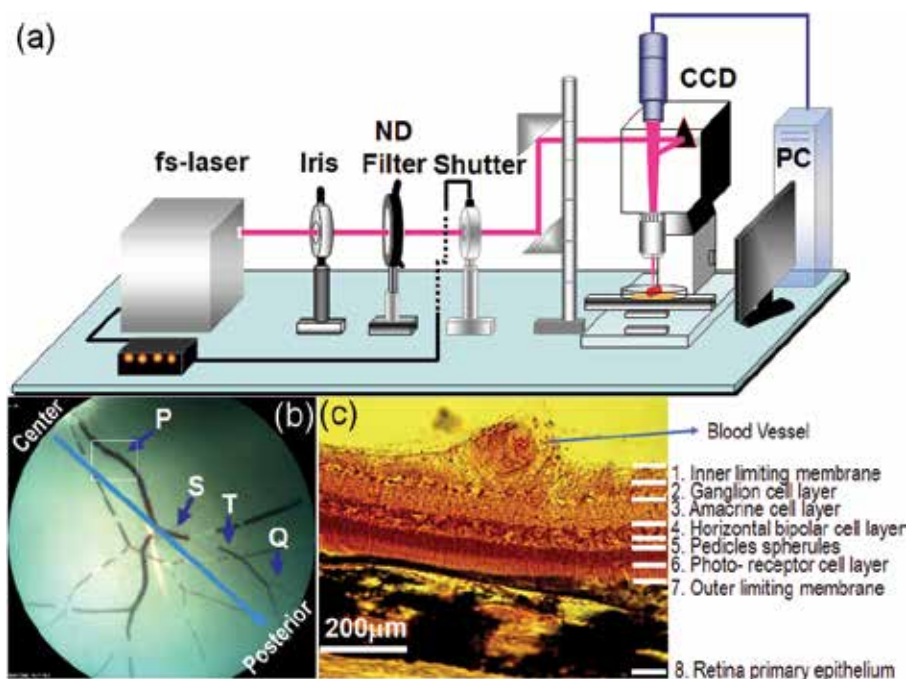 (a)
fs-laser
Iris
ND
Filter
Shutter
CCD
PC
(b)
Center
P
S
T
Q
Posterior
(c)
Blood Vessel
1. Inner limiting membrane
2. Ganglion cell layer
3. Amacrine cell layer
4. Horizontal bipolar cell layer
5. Pedicles spherules
6. Photo- receptor cell layer
7. Outer limiting membrane
8. Retina primary epithelium
200μm